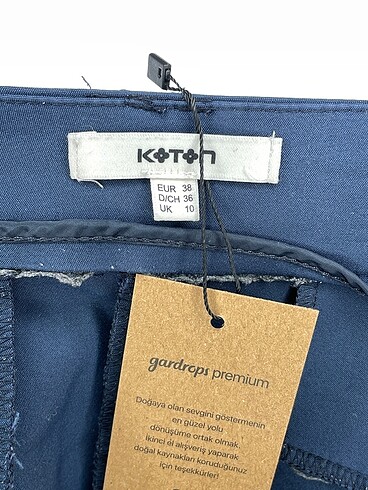 KOTON
EUR 38
D/CH 36
UK 10
gardrops premium
Doğaya olan sevgini göstermenin
en güzel yolu
dönüşüme ortak olmak.
İkinci el alışveriş yaparak
doğal kaynakları koruduğunuz
için teşekkürler!